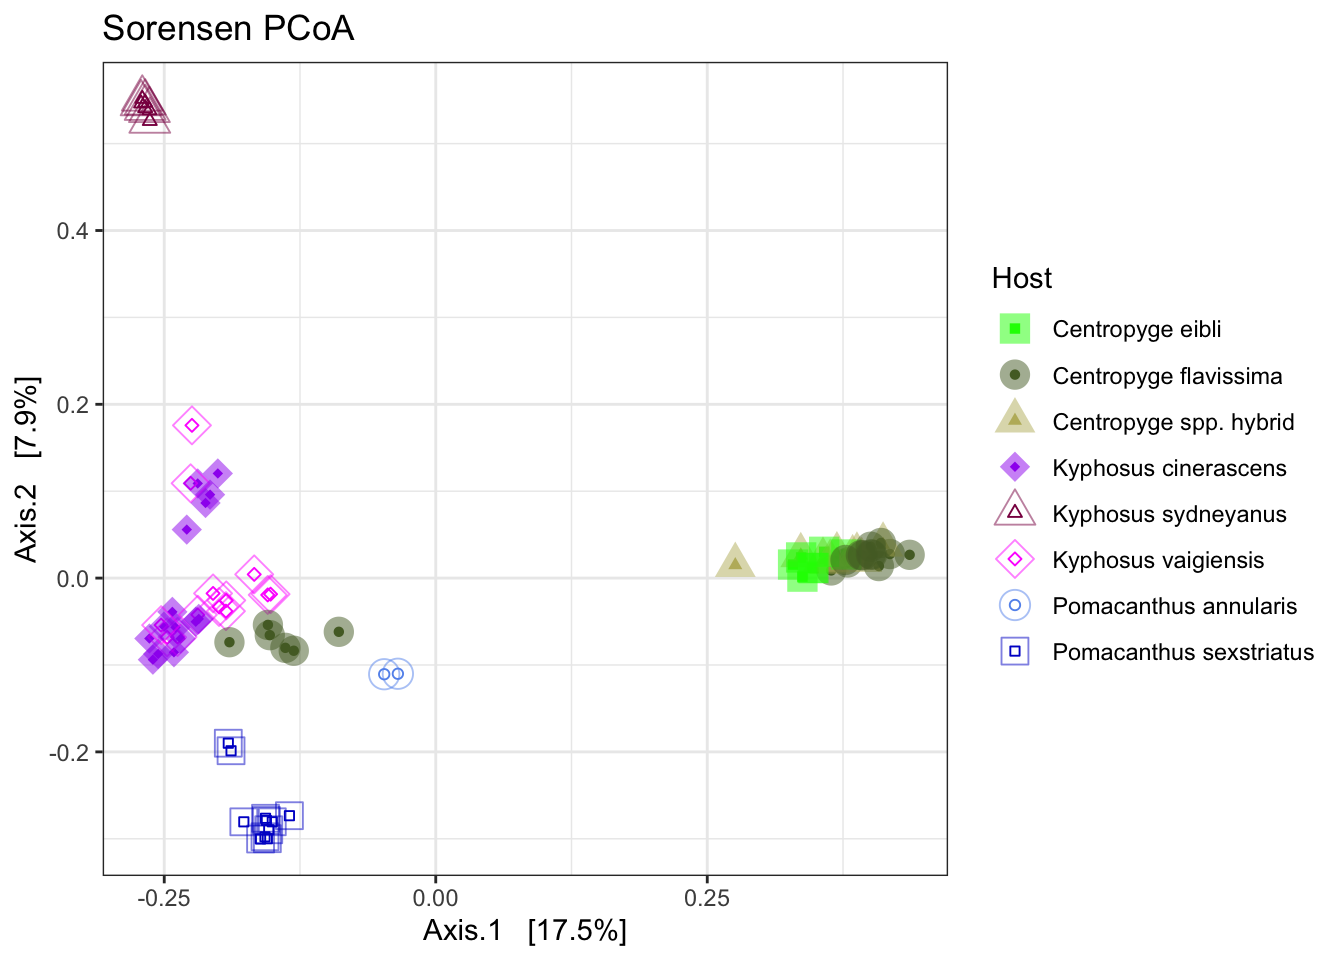 Sorensen PCoA
0.4
0.2
0.0
-0.2
Axis.2 [7.9%]
-0.25
0.00
0.25
Axis.1 [17.5%]
Host
Centropyge eibli
Centropyge flavissima
Centropyge spp. hybrid
Kyphosus cinerascens
Kyphosus sydneyanus
Kyphosus vaigiensis
Pomacanthus annularis
Pomacanthus sexstriatus